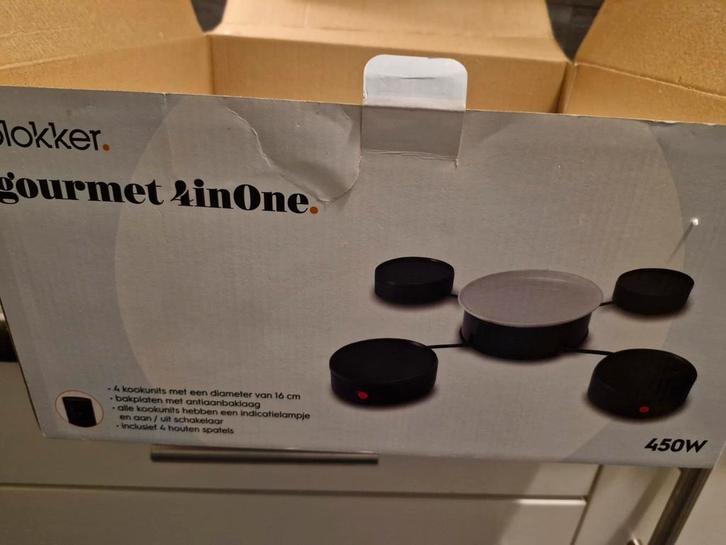 blokker.
gourmet 4inOne.
• 4 kookunits met een diameter van 16 cm
• bakplaten met antiaanbaklaag
• alle kookunits hebben een indicatielampje
en aan / uit schakelaar
• inclusief 4 houten spatels
450W